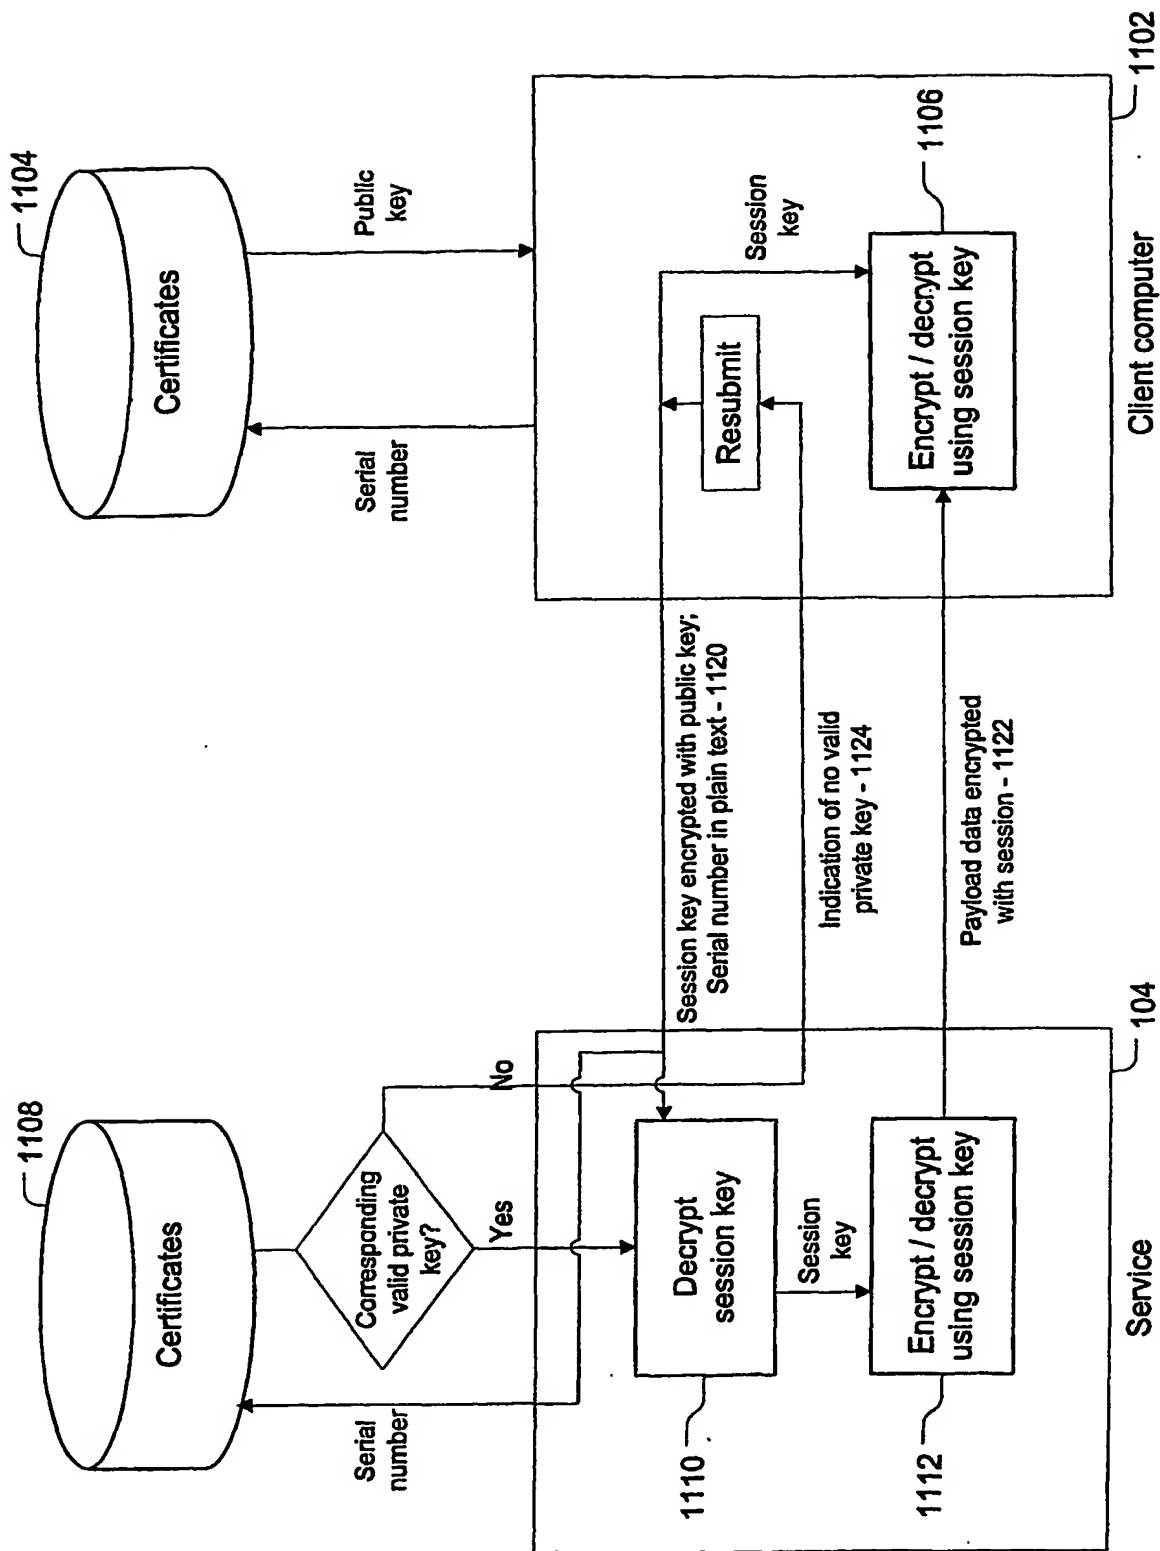 1108
Certificates
Serial
number
Corresponding
valid private
key?
No
Yes
1110
Decrypt
session key
Session
key
1112
Encrypt / decrypt
using session key
Service
104
Session key encrypted with public key;
Serial number in plain text - 1120
Indication of no valid
private key - 1124
Payload data encrypted
with session - 1122
1104
Certificates
Serial
number
Public
key
Session
key
Resubmit
1106
Encrypt / decrypt
using session key
Client computer
1102